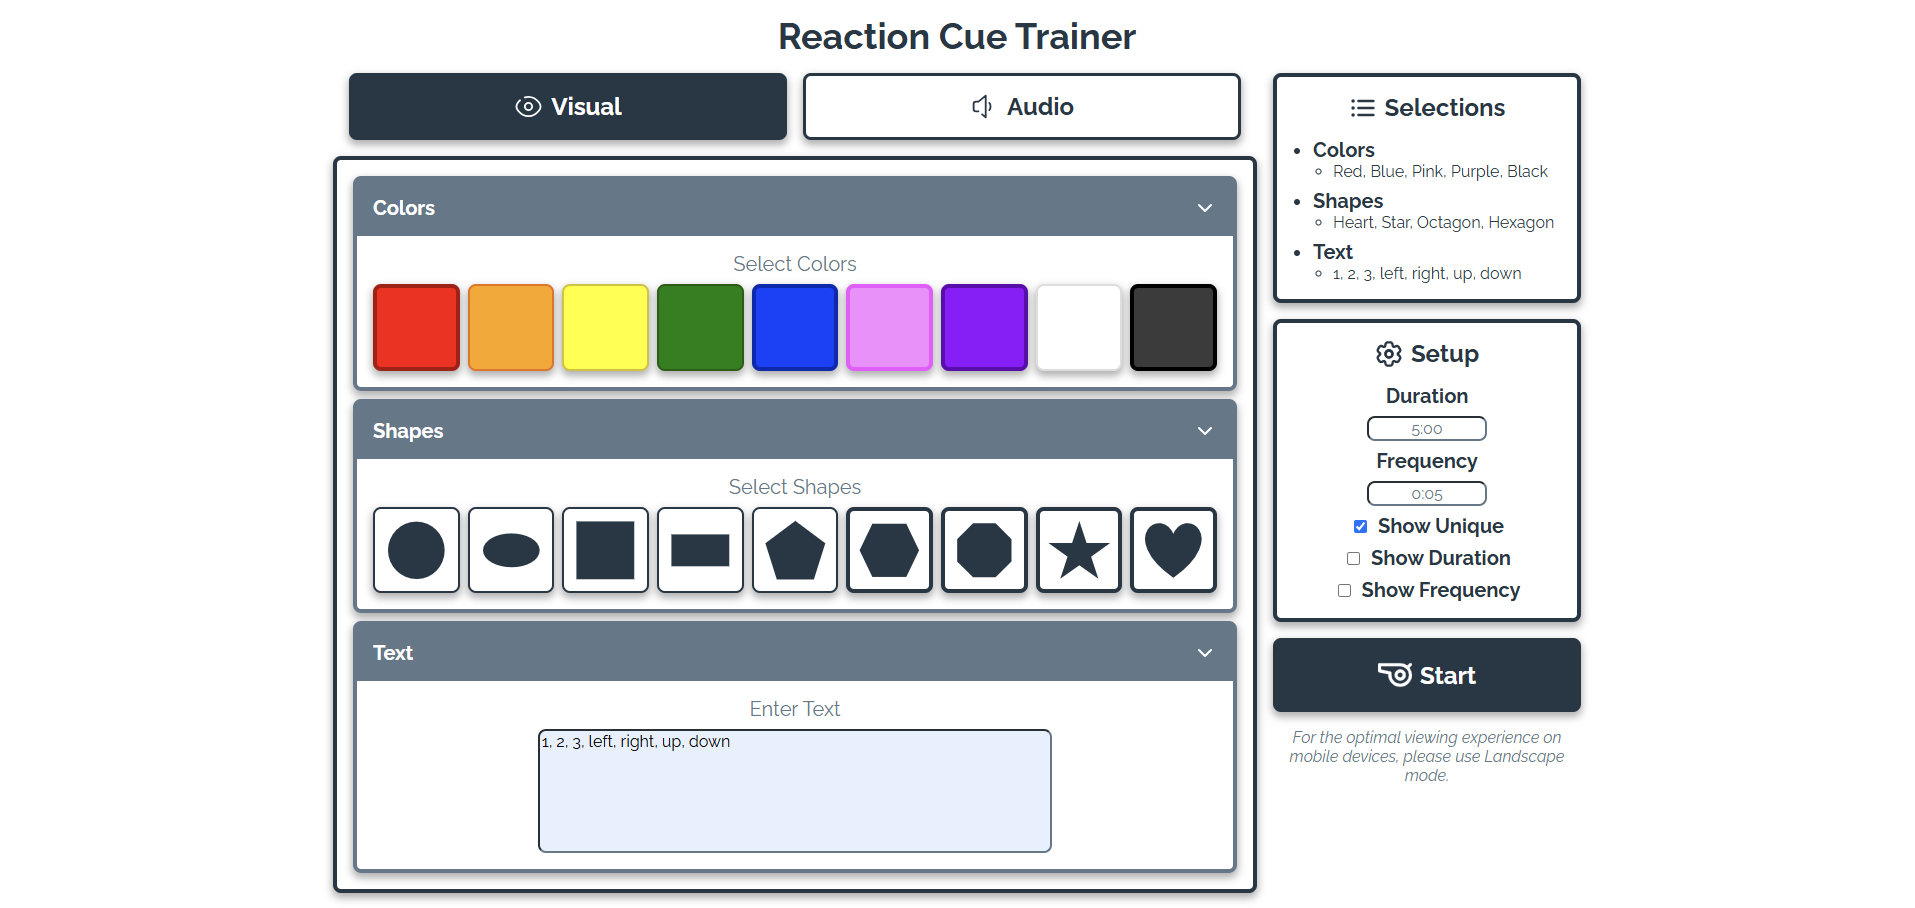 Reaction Cue Trainer
Visual
Audio
Colors
Select Colors
Shapes
Select Shapes
Text
Enter Text
1, 2, 3, left, right, up, down
Selections
Colors
Red, Blue, Pink, Purple, Black
Shapes
Heart, Star, Octagon, Hexagon
Text
1, 2, 3, left, right, up, down
Setup
Duration
5:00
Frequency
0:05
Show Unique
Show Duration
Show Frequency
Start
For the optimal viewing experience on
mobile devices, please use Landscape
mode.